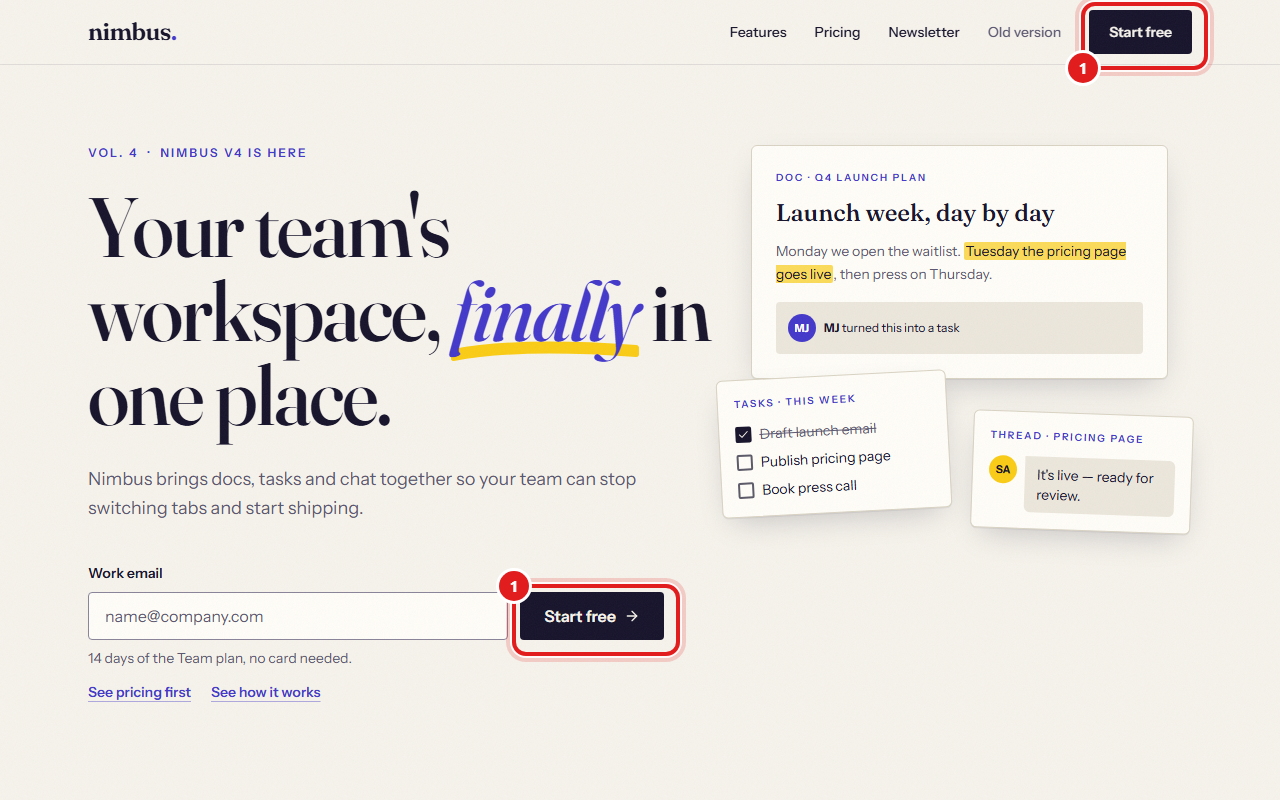 nimbus.
Features
Pricing
Newsletter
Old version
Start free
1
VOL. 4 · NIMBUS V4 IS HERE
Your team's
workspace, finally in
one place.
Nimbus brings docs, tasks and chat together so your team can stop
switching tabs and start shipping.
Work email
name@company.com
1
Start free →
14 days of the Team plan, no card needed.
See pricing first
See how it works
DOC · Q4 LAUNCH PLAN
Launch week, day by day
Monday we open the waitlist. Tuesday the pricing page
goes live, then press on Thursday.
MJ
MJ turned this into a task
TASKS · THIS WEEK
Draft launch email
Publish pricing page
Book press call
THREAD · PRICING PAGE
SA
It's live — ready for
review.